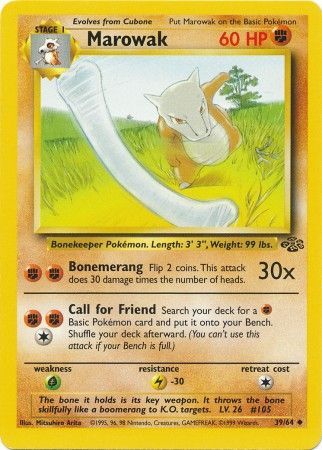 Evolves from Cubone
Put Marowak on the Basic Pokémon
STAGE 1
Marowak
60 HP
Bonekeeper Pokémon. Length: 3' 3", Weight: 99 lbs.
Bonemerang Flip 2 coins. This attack
does 30 damage times the number of heads.
30x
Call for Friend Search your deck for a
Basic Pokémon card and put it onto your Bench.
Shuffle your deck afterward. (You can't use this
attack if your Bench is full.)
weakness
resistance
retreat cost
-30
The bone it holds is its key weapon. It throws the bone
skillfully like a boomerang to K.O. targets. LV. 26 #105
Illus. Mitsuhiro Arita
©1995, 96, 98 Nintendo, Creatures, GAMEFREAK. ©1999 Wizards.
39/64